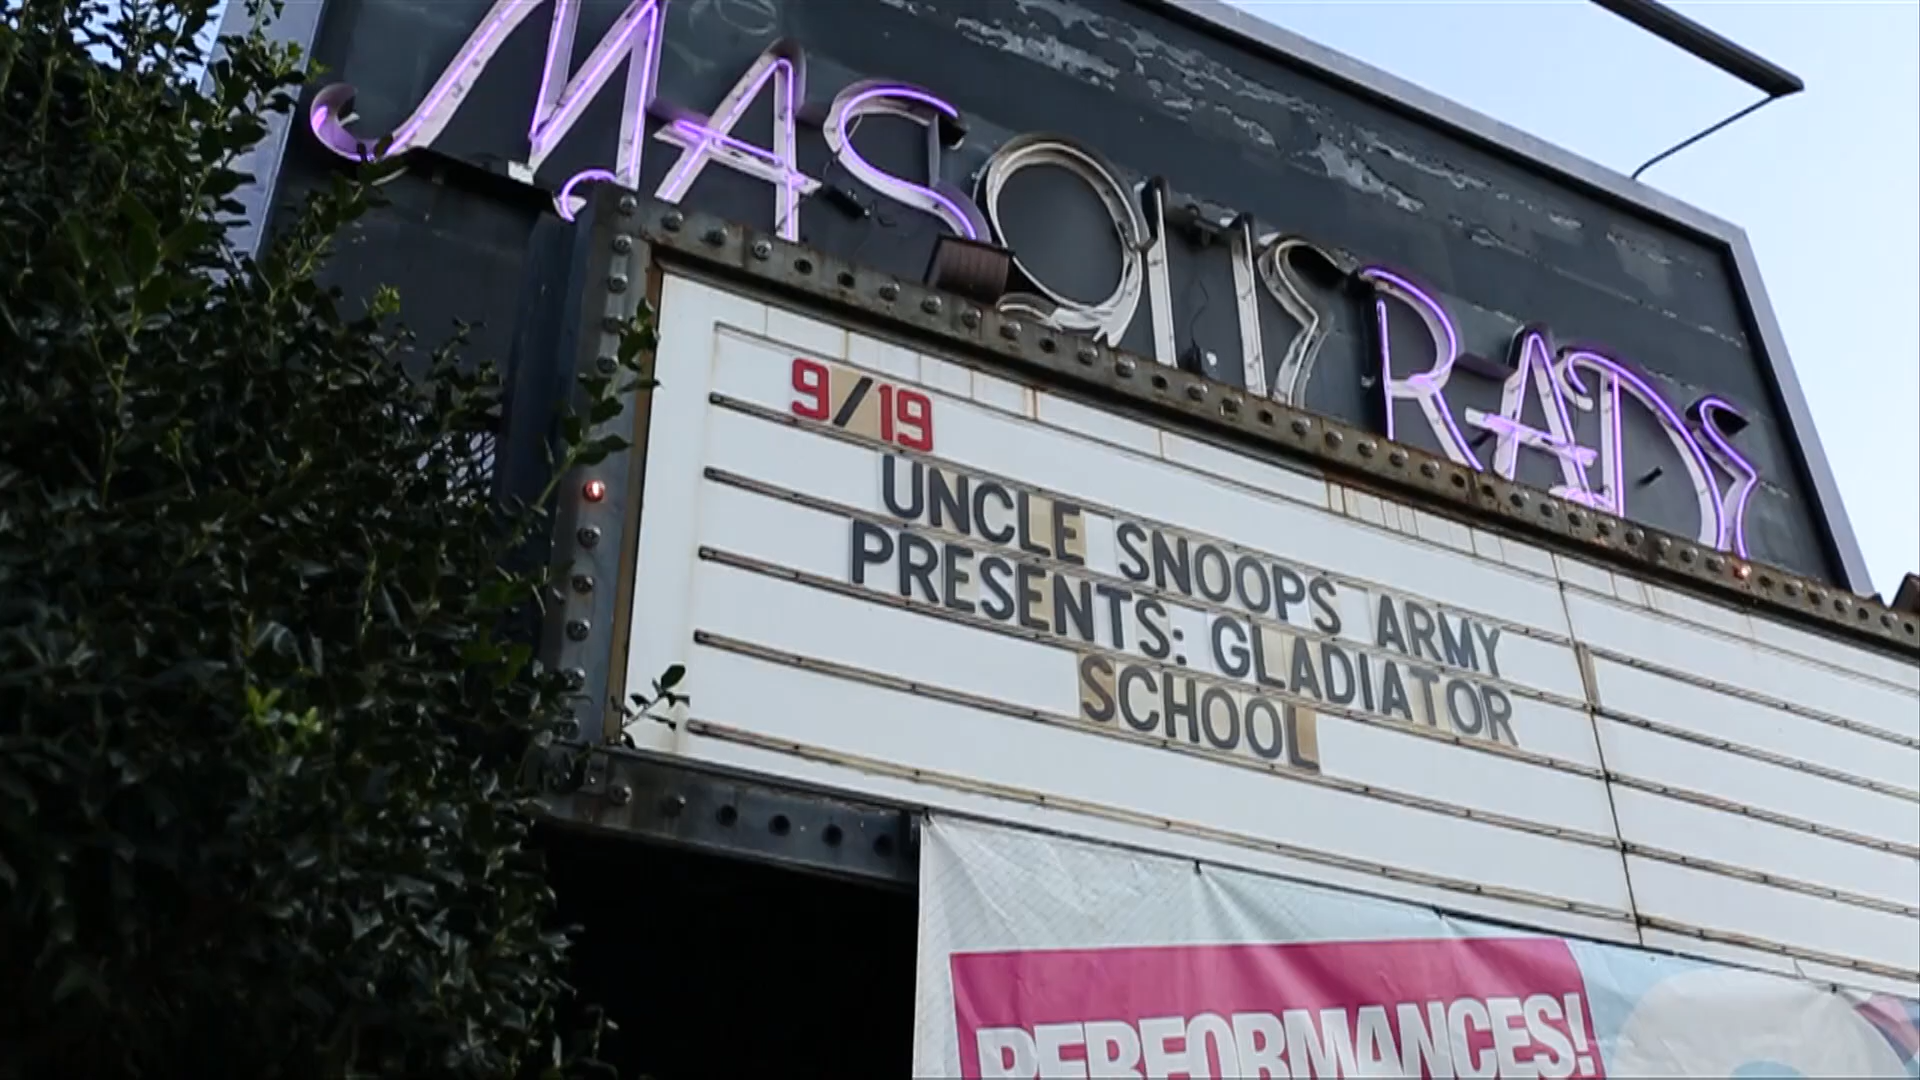 MASQUERADE
9/19
UNCLE SNOOPS ARMY
PRESENTS: GLADIATOR
SCHOOL
PERFORMANCES!